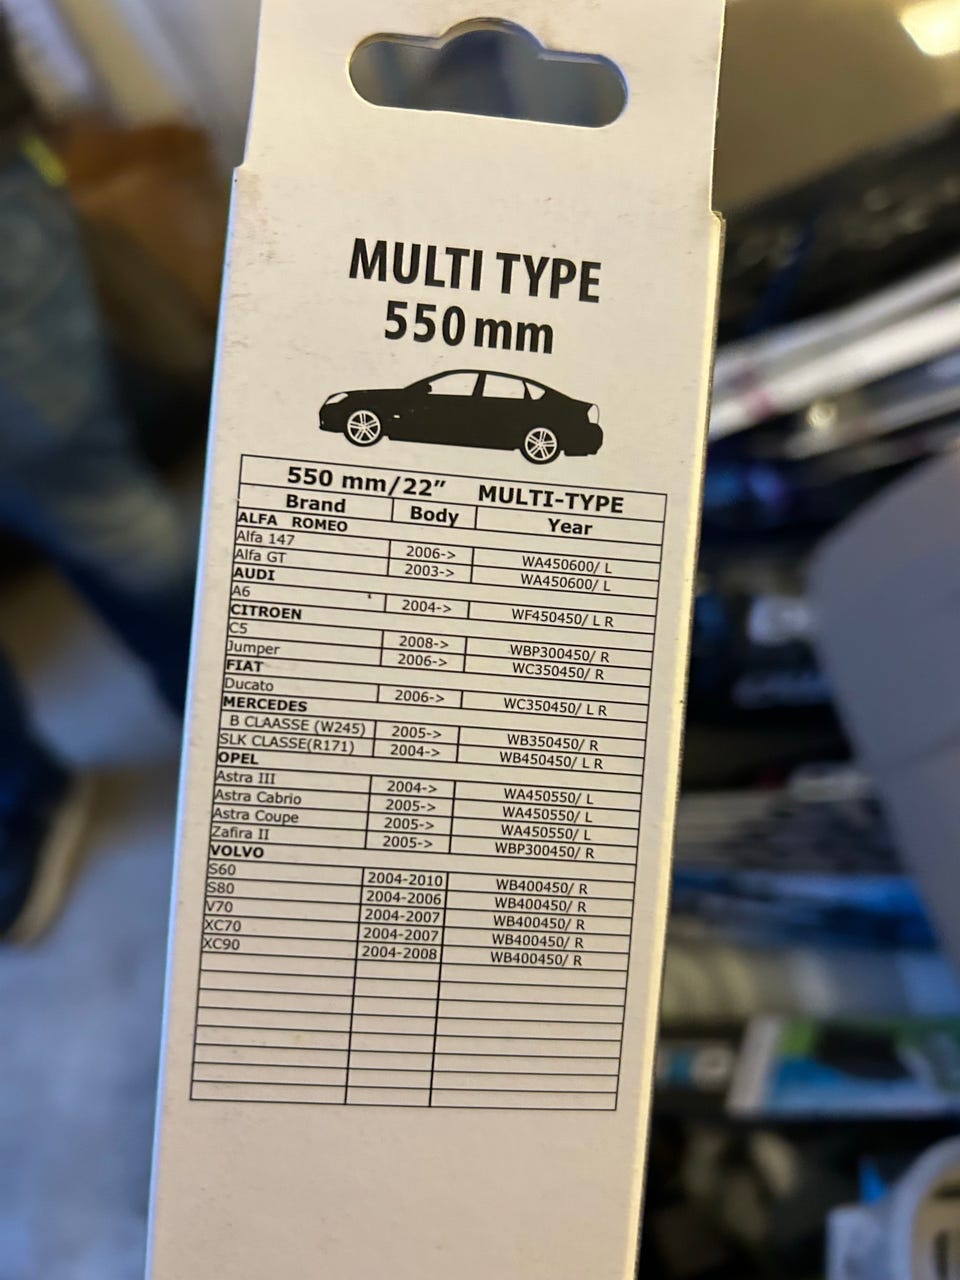 MULTI TYPE
550 mm
550 mm/22” MULTI-TYPE
Brand Body Year
ALFA ROMEO
Alfa 147 2006-> WA450600/ L
Alfa GT 2003-> WA450600/ L
AUDI
A6 2004-> WF450450/ L R
CITROEN
C5 2008-> WBP300450/ R
Jumper 2006-> WC350450/ R
FIAT
Ducato 2006-> WC350450/ L R
MERCEDES
B CLAASSE (W245) 2005-> WB350450/ R
SLK CLASSE(R171) 2004-> WB450450/ L R
OPEL
Astra III 2004-> WA450550/ L
Astra Cabrio 2005-> WA450550/ L
Astra Coupe 2005-> WA450550/ L
Zafira II 2005-> WBP300450/ R
VOLVO
S60 2004-2010 WB400450/ R
S80 2004-2006 WB400450/ R
V70 2004-2007 WB400450/ R
XC70 2004-2007 WB400450/ R
XC90 2004-2008 WB400450/ R